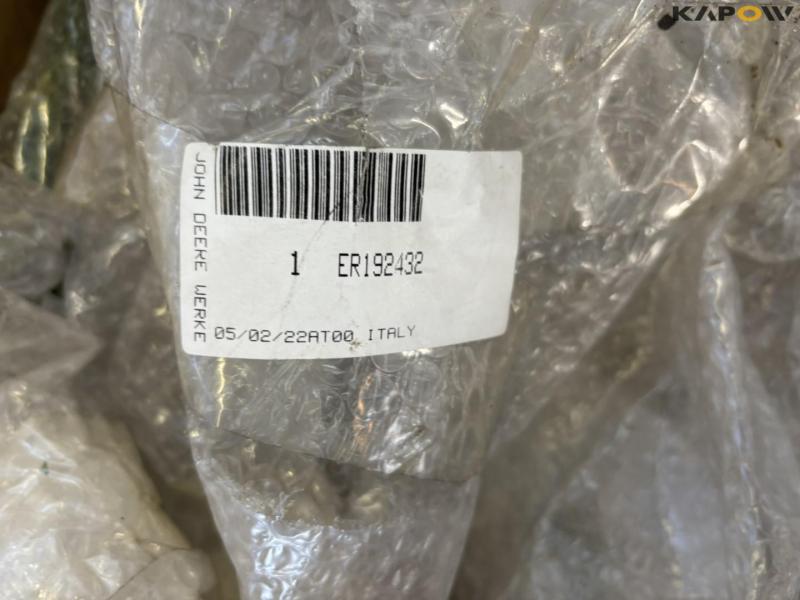 KAPOW
JOHN DEERE WERKE
1 ER192432
05/02/22AT00 ITALY